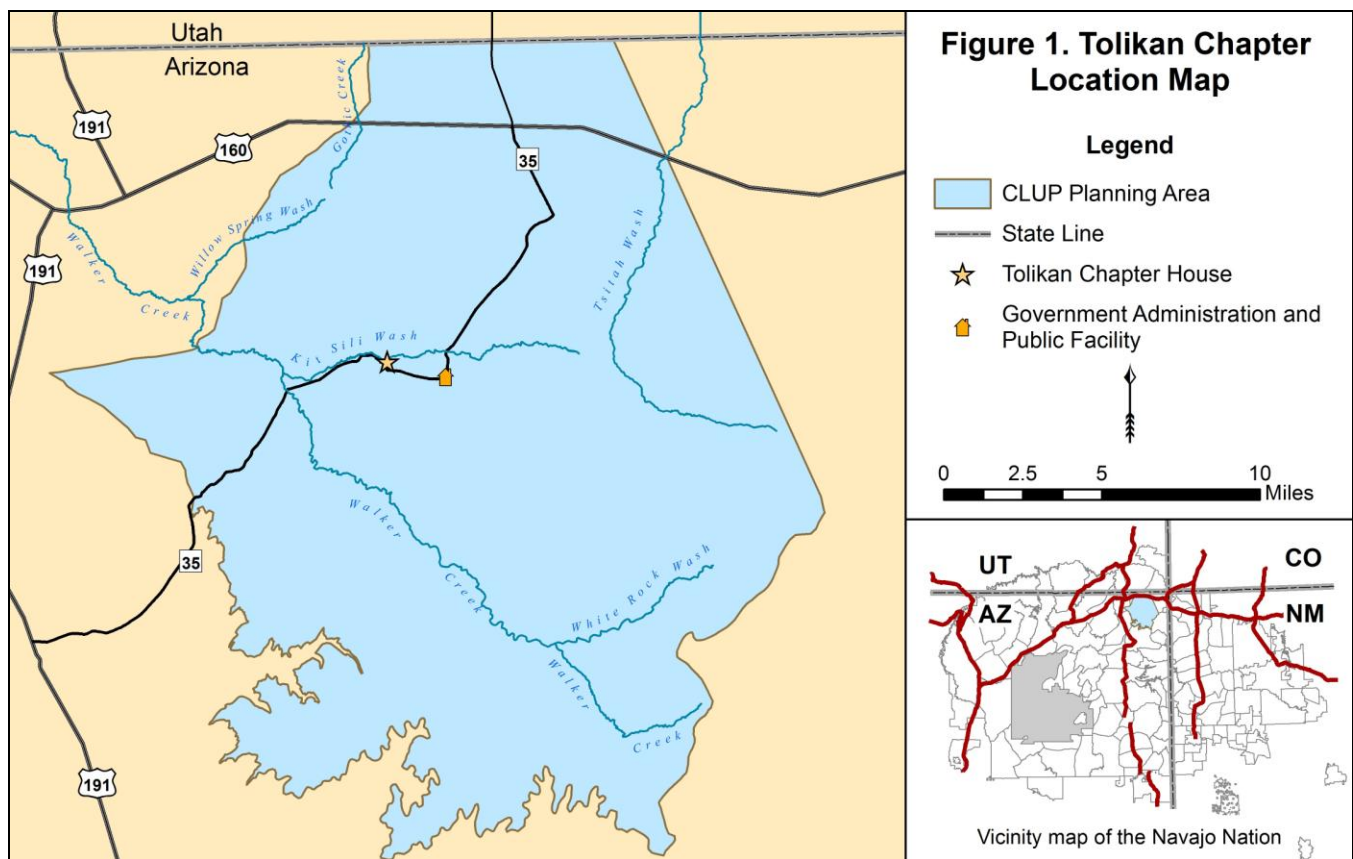 Utah
Arizona
191
160
35
Gothic Creek
Willow Spring Wash
Walker
Creek
191
Tsitah Wash
Kit Sili Wash
Walker
Creek
White Rock Wash
35
Walker
Creek
191
Figure 1. Tolikan Chapter
Location Map
Legend
CLUP Planning Area
State Line
Tolikan Chapter House
Government Administration and
Public Facility
0 2.5 5 10
Miles
UT
CO
AZ
NM
Vicinity map of the Navajo Nation